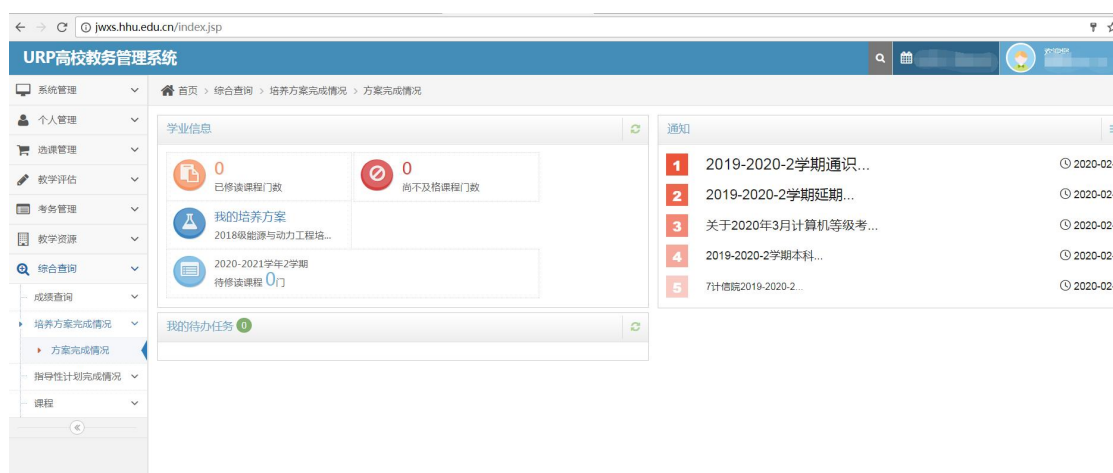 jwxs.hhu.edu.cn/index.jsp
URP高校教务管理系统
欢迎您,
系统管理
个人管理
选课管理
教学评估
考务管理
教学资源
综合查询
成绩查询
培养方案完成情况
方案完成情况
指导性计划完成情况
课程
首页 > 综合查询 > 培养方案完成情况 > 方案完成情况
学业信息
0
已修读课程门数
0
尚不及格课程门数
我的培养方案
2018级能源与动力工程培...
2020-2021学年2学期
待修读课程 0门
我的待办任务 0
通知
1 2019-2020-2学期通识... 2020-02-
2 2019-2020-2学期延期... 2020-02-
3 关于2020年3月计算机等级考... 2020-02-
4 2019-2020-2学期本科... 2020-02-
5 7计信院2019-2020-2... 2020-02-